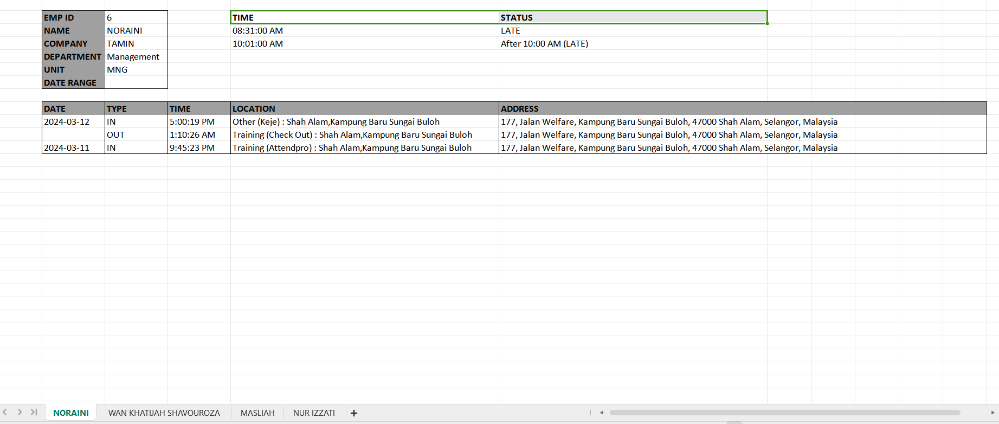 EMP ID 6 TIME STATUS
NAME NORAINI 08:31:00 AM LATE
COMPANY TAMIN 10:01:00 AM After 10:00 AM (LATE)
DEPARTMENT Management
UNIT MNG
DATE RANGE
DATE TYPE TIME LOCATION ADDRESS
2024-03-12 IN 5:00:19 PM Other (Keje) : Shah Alam,Kampung Baru Sungai Buloh 177, Jalan Welfare, Kampung Baru Sungai Buloh, 47000 Shah Alam, Selangor, Malaysia
OUT 1:10:26 AM Training (Check Out) : Shah Alam,Kampung Baru Sungai Buloh 177, Jalan Welfare, Kampung Baru Sungai Buloh, 47000 Shah Alam, Selangor, Malaysia
2024-03-11 IN 9:45:23 PM Training (Attendpro) : Shah Alam,Kampung Baru Sungai Buloh 177, Jalan Welfare, Kampung Baru Sungai Buloh, 47000 Shah Alam, Selangor, Malaysia
NORAINI WAN KHATIJAH SHAVOUROZA MASLIAH NUR IZZATI +